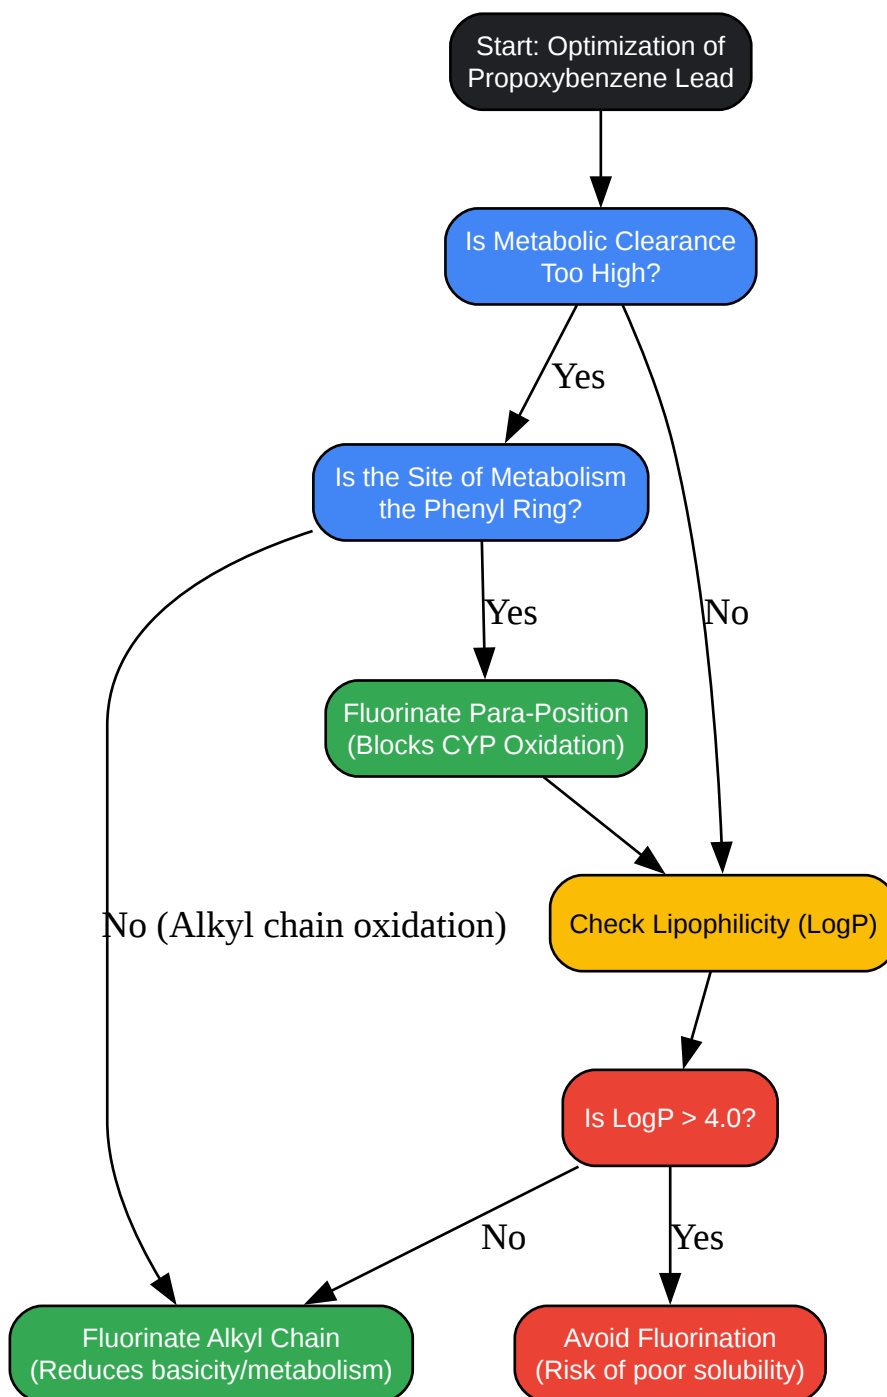 Start: Optimization of
Propoxybenzene Lead
Is Metabolic Clearance
Too High?
Yes
Is the Site of Metabolism
the Phenyl Ring?
Yes
No
Fluorinate Para-Position
(Blocks CYP Oxidation)
No (Alkyl chain oxidation)
Check Lipophilicity (LogP)
Is LogP > 4.0?
No
Yes
Fluorinate Alkyl Chain
(Reduces basicity/metabolism)
Avoid Fluorination
(Risk of poor solubility)